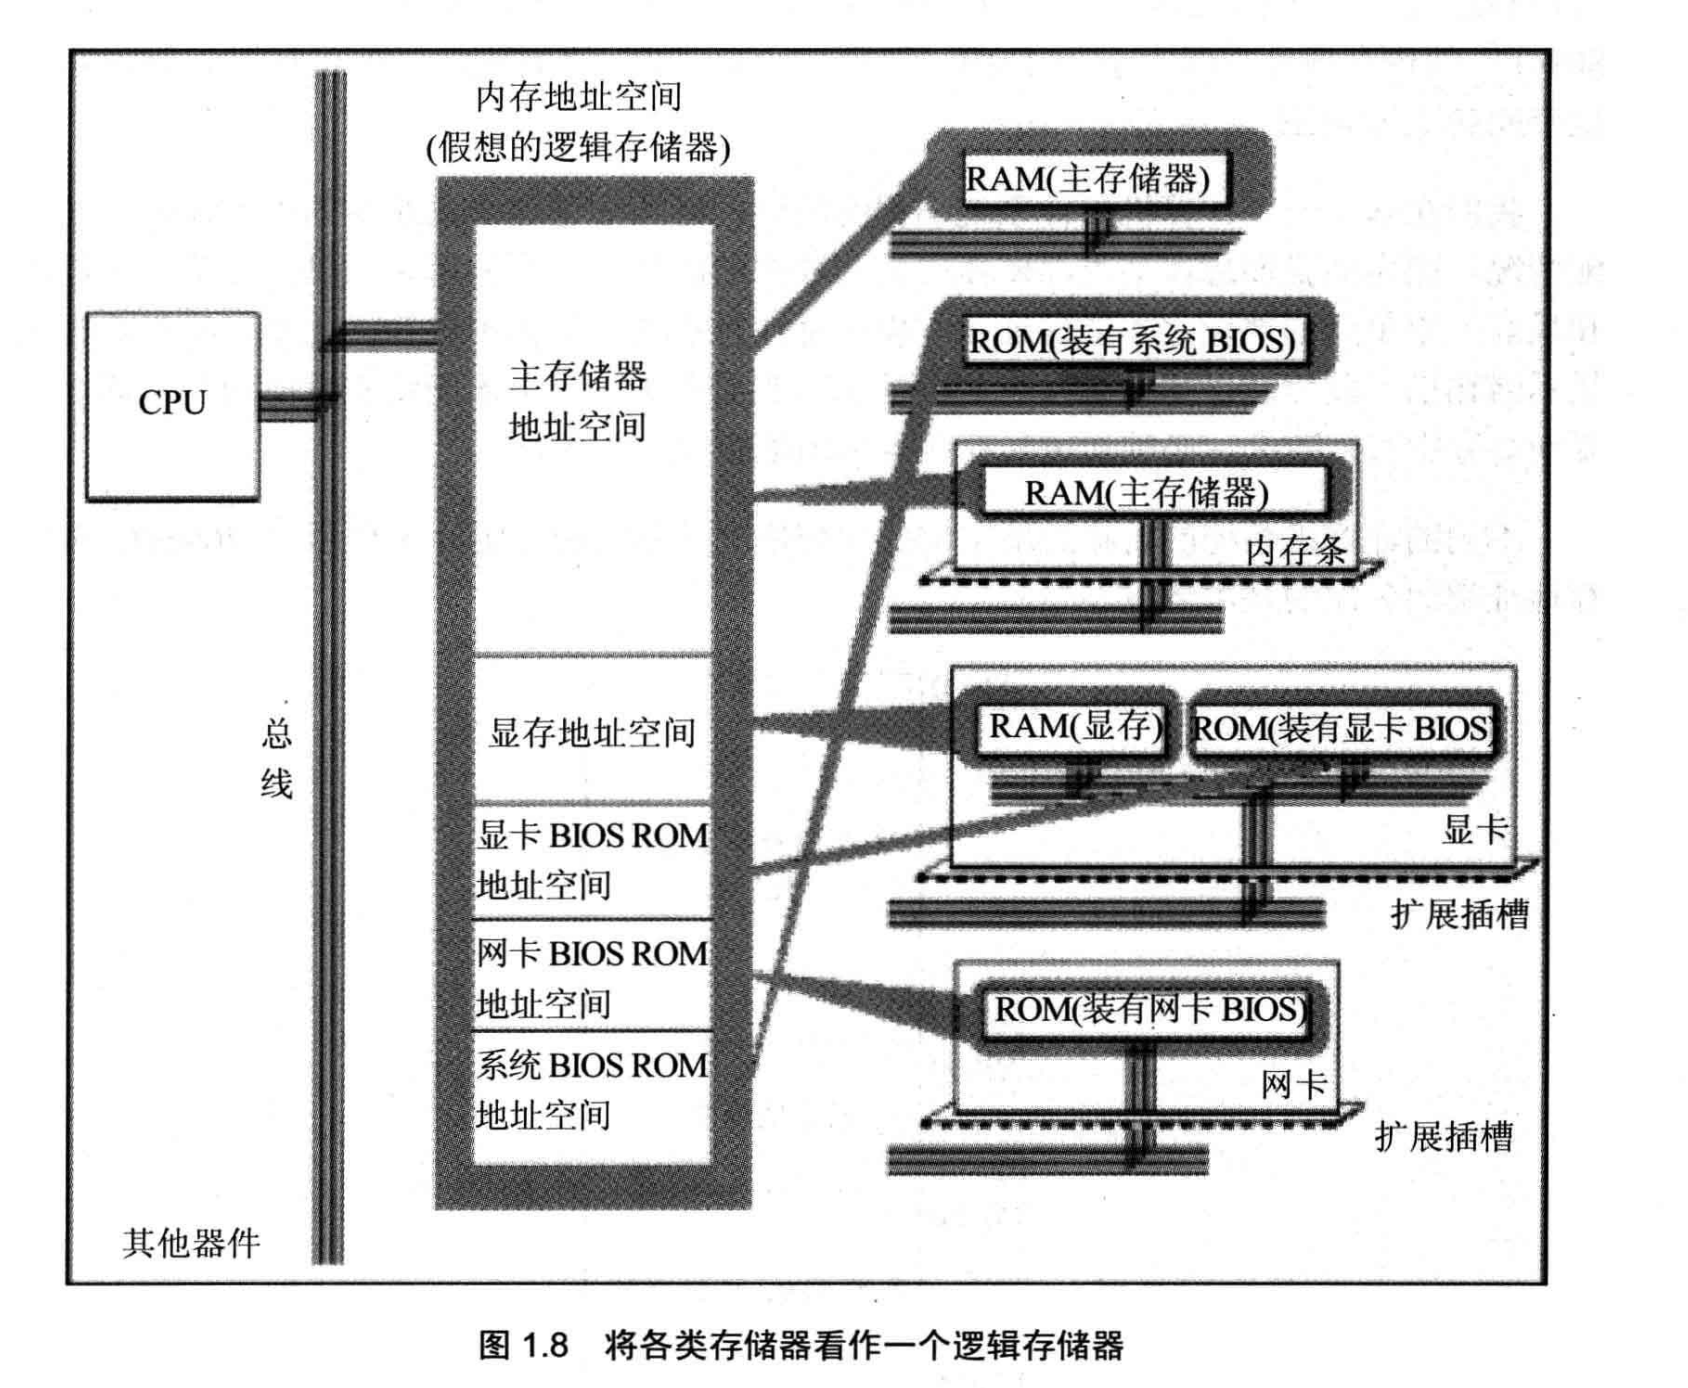 内存地址空间
(假想的逻辑存储器)
CPU
总
线
其他器件
主存储器
地址空间
显存地址空间
显卡 BIOS ROM
地址空间
网卡 BIOS ROM
地址空间
系统 BIOS ROM
地址空间
RAM(主存储器)
ROM(装有系统 BIOS)
RAM(主存储器)
内存条
RAM(显存)
ROM(装有显卡 BIOS)
显卡
扩展插槽
ROM(装有网卡 BIOS)
网卡
扩展插槽
图 1.8 将各类存储器看作一个逻辑存储器